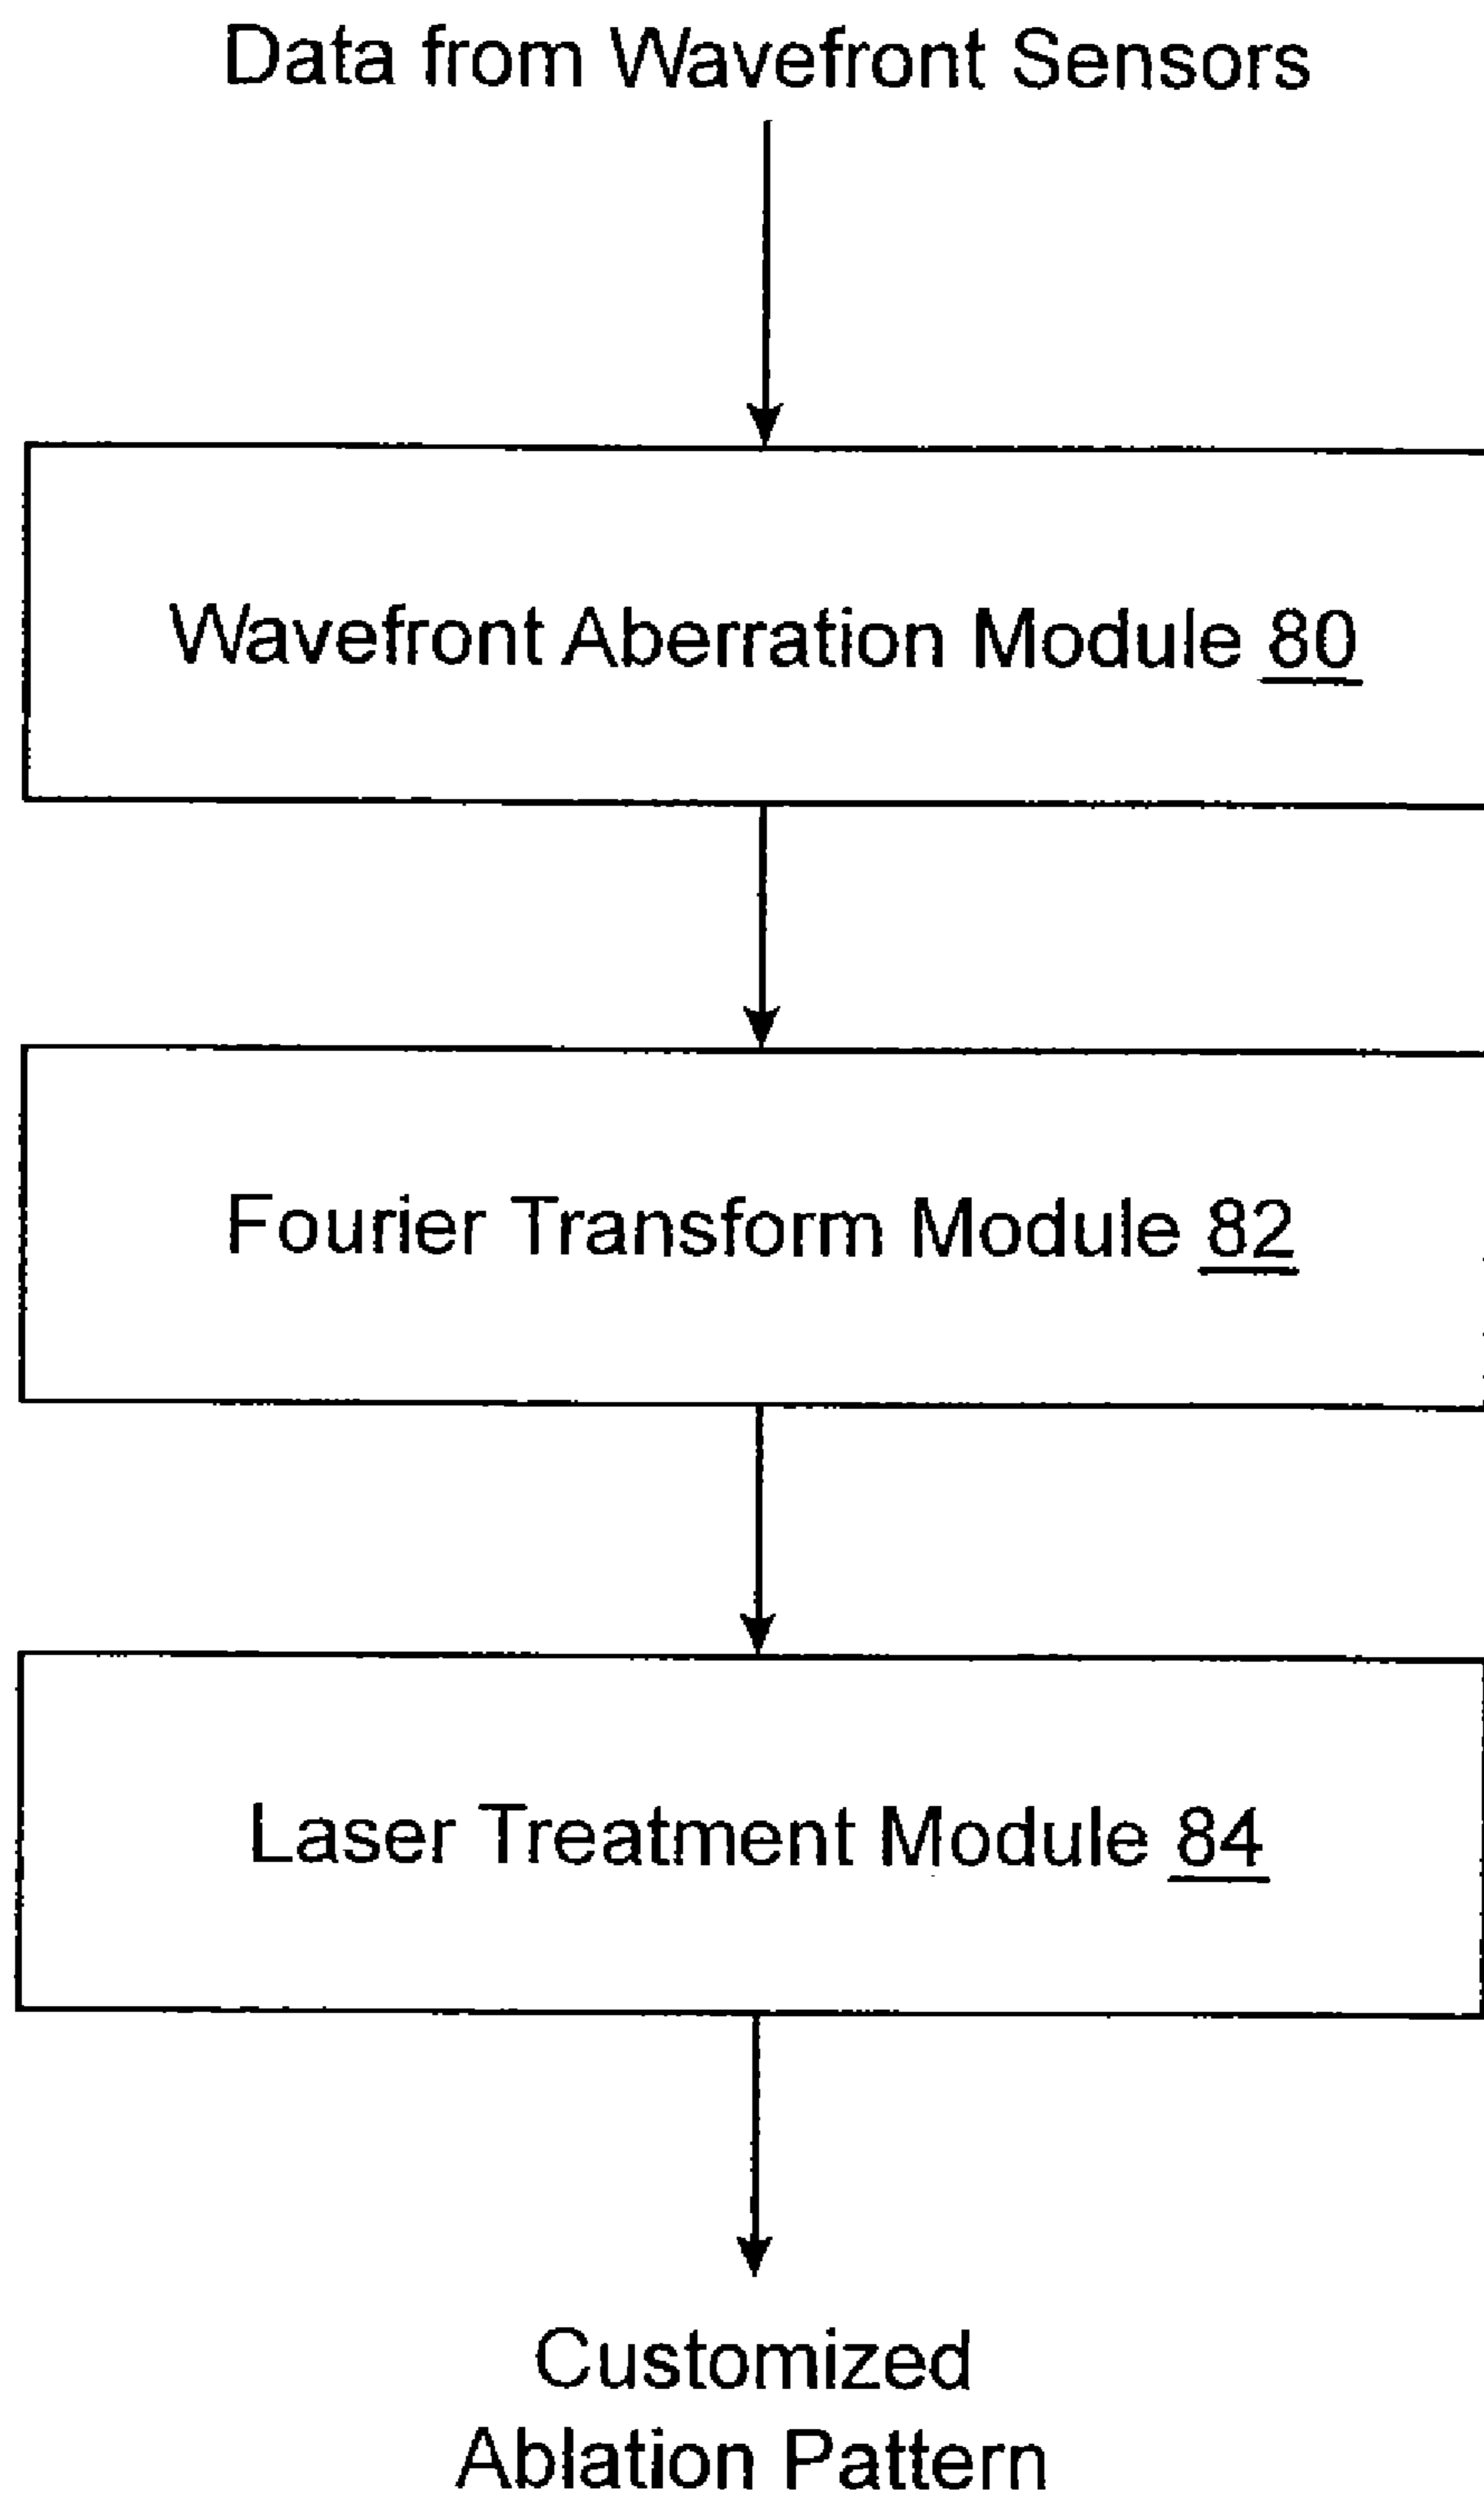 Data from Wavefront Sensors
Wavefront Aberration Module 80
Fourier Transform Module 82
Laser Treatment Module 84
Customized
Ablation Pattern